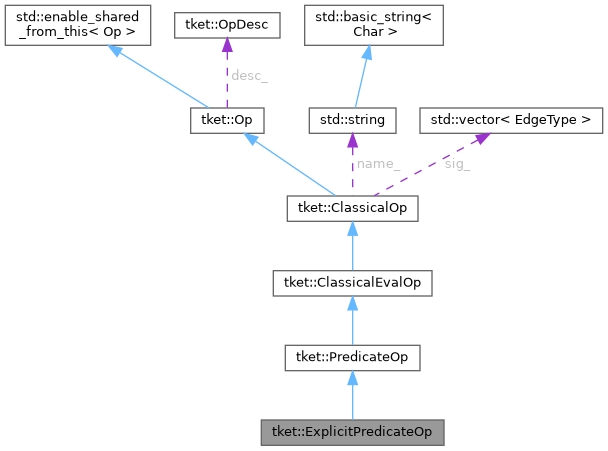 std::enable_shared
_from_this< Op >
tket::OpDesc
std::basic_string<
Char >
desc_
tket::Op
std::string
std::vector< EdgeType >
name_
sig_
tket::ClassicalOp
tket::ClassicalEvalOp
tket::PredicateOp
tket::ExplicitPredicateOp